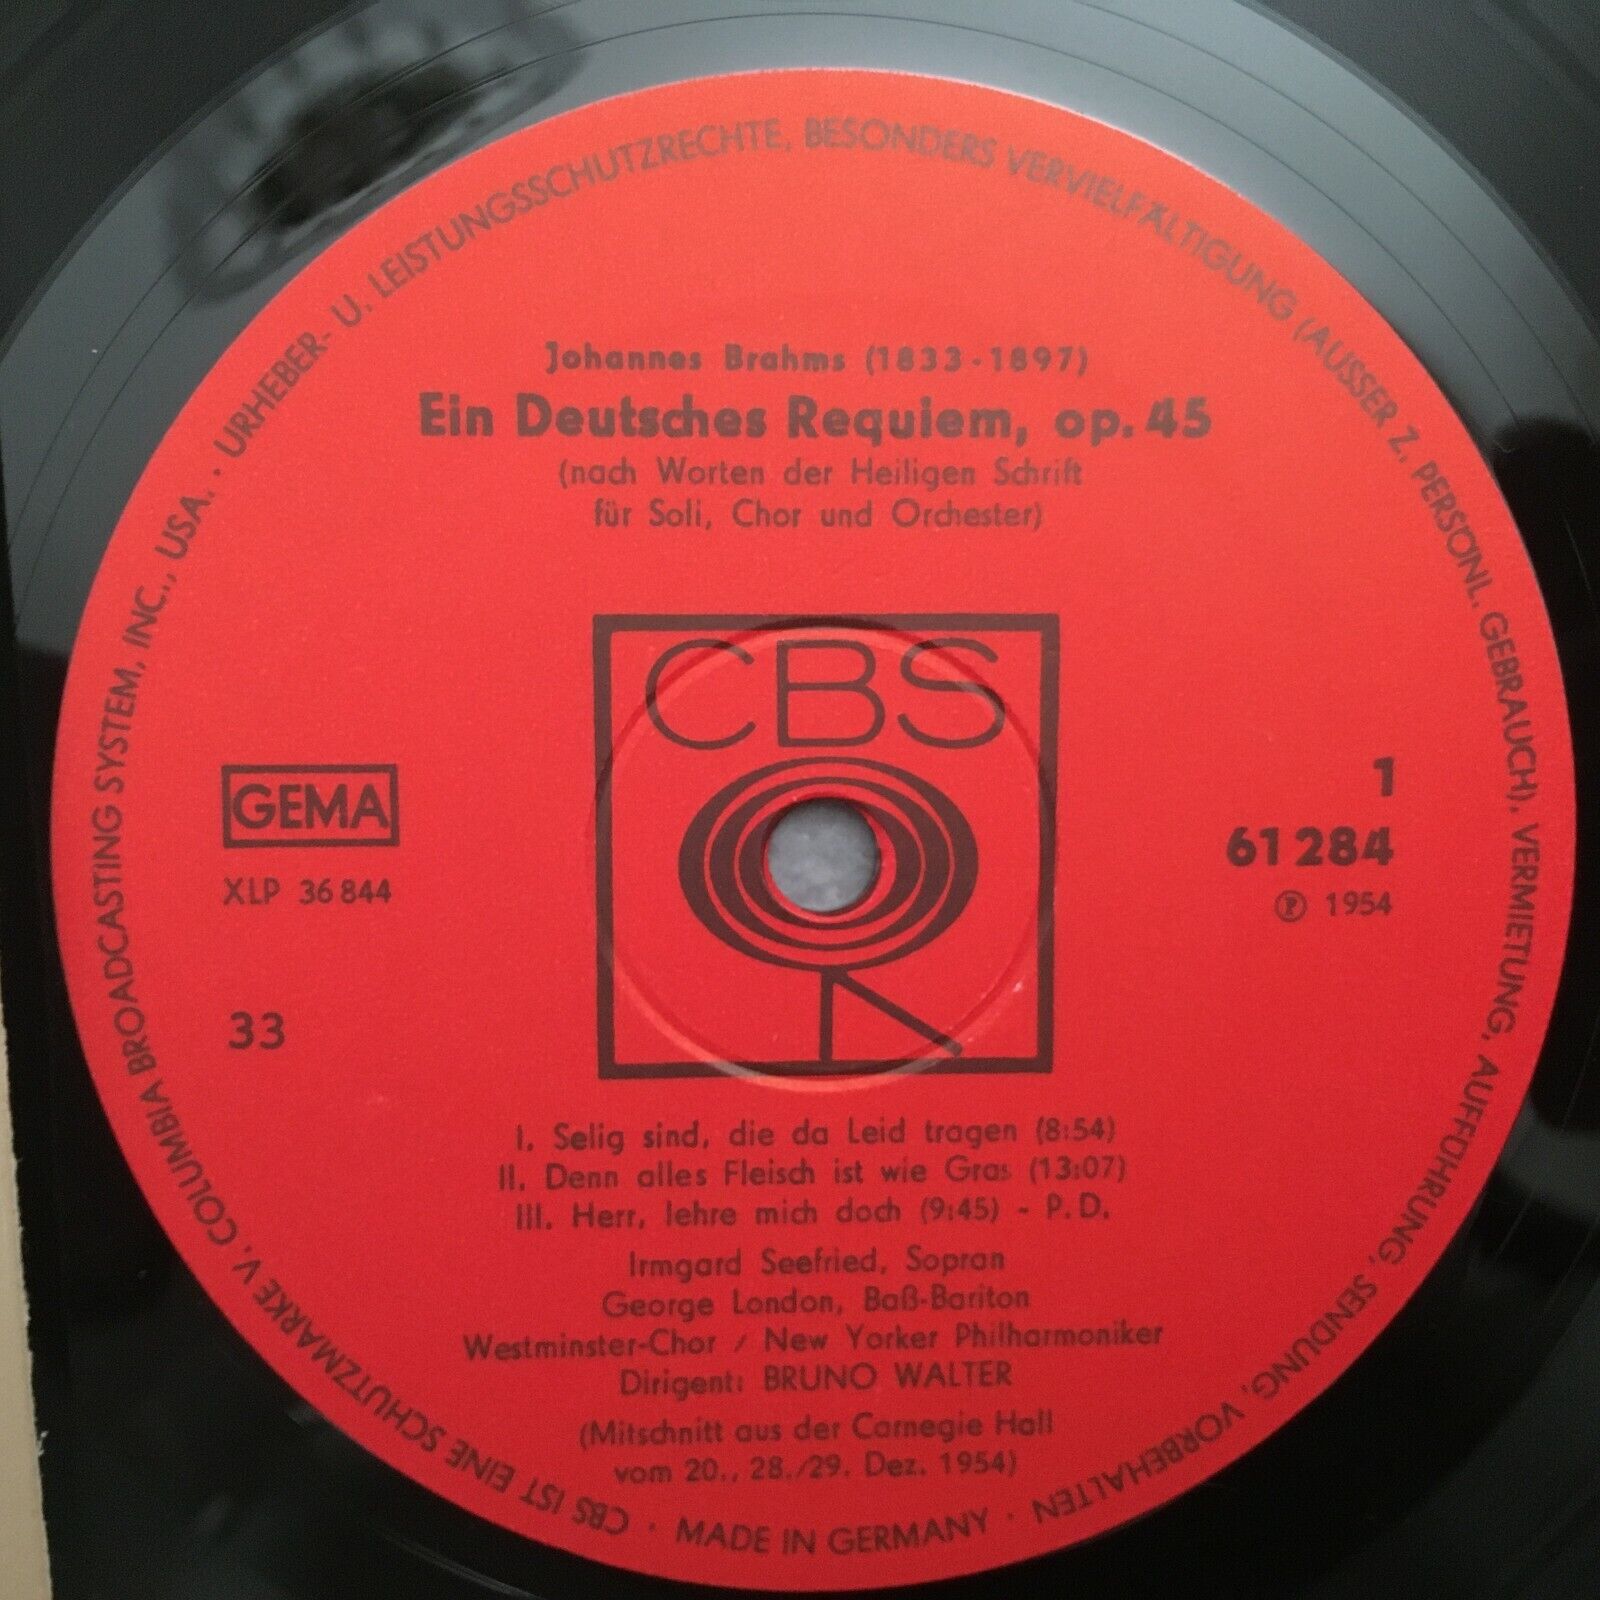 Johannes Brahms (1833-1897)
Ein Deutsches Requiem, op. 45
(nach Worten der Heiligen Schrift
für Soli, Chor und Orchester)
CBS
GEMA
XLP 36 844
33
1
61 284
℗ 1954
I. Selig sind, die da Leid tragen (8:54)
II. Denn alles Fleisch ist wie Gras (13:07)
III. Herr, lehre mich doch (9:45) - P. D.
Irmgard Seefried, Sopran
George London, Baß-Bariton
Westminster-Chor / New Yorker Philharmoniker
Dirigent: BRUNO WALTER
(Mitschnitt aus der Carnegie Hall
vom 20., 28./29. Dez. 1954)
CBS IST EINE SCHUTZMARKE V. COLUMBIA BROADCASTING SYSTEM, INC., USA. · URHEBER- U. LEISTUNGSSCHUTZRECHTE, BESONDERS VERVIELFÄLTIGUNG (AUSSER Z. PERSÖNL. GEBRAUCH), VERMIETUNG, AUFFÜHRUNG, SENDUNG, VORBEHALTEN · MADE IN GERMANY ·